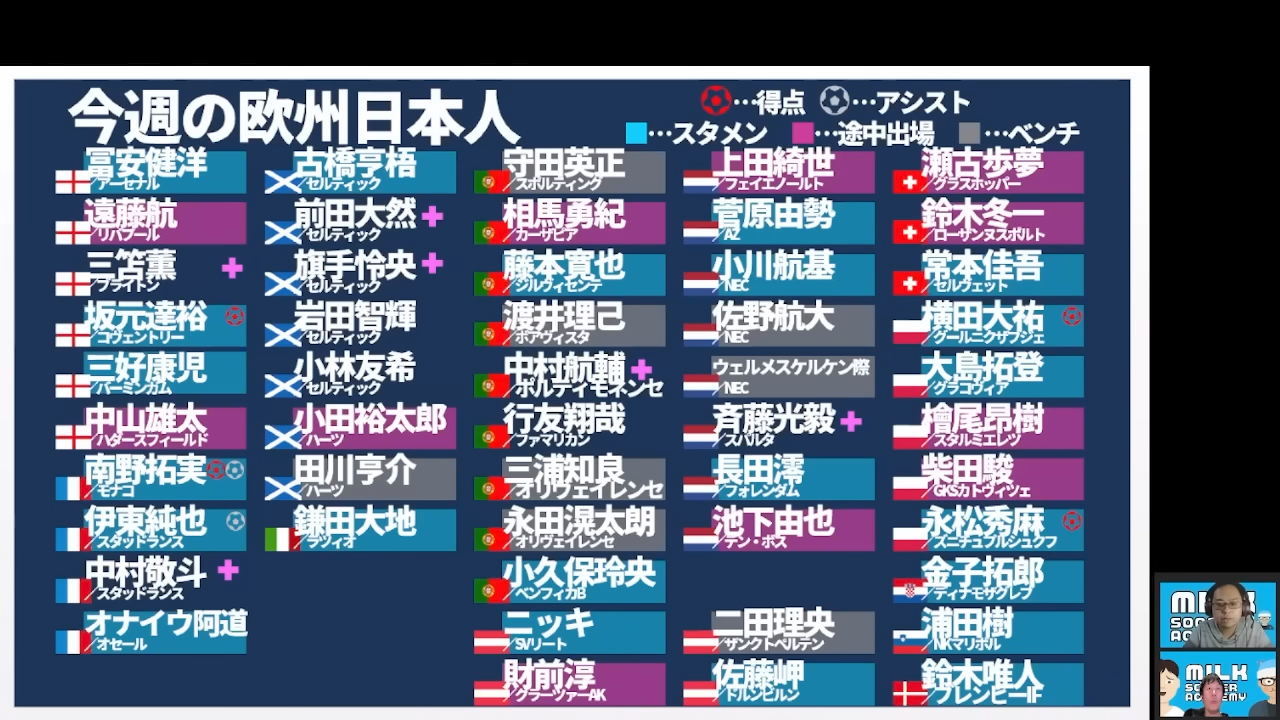 今週の欧州日本人
…得点 …アシスト
…スタメン …途中出場 …ベンチ
冨安健洋
/アーセナル
遠藤航
/リバプール
三笘薫
/ブライトン
坂元達裕
/コヴェントリー
三好康児
/バーミンガム
中山雄太
/ハダースフィールド
南野拓実
/モナコ
伊東純也
/スタッドランス
中村敬斗
/スタッドランス
オナイウ阿道
/オセール
古橋亨梧
/セルティック
前田大然
/セルティック
旗手怜央
/セルティック
岩田智輝
/セルティック
小林友希
/セルティック
小田裕太郎
/ハーツ
田川亨介
/ハーツ
鎌田大地
/ラツィオ
守田英正
/スポルティング
相馬勇紀
/カーザピア
藤本寛也
/ジルヴィセンテ
渡井理己
/ボアヴィスタ
中村航輔
/ポルティモネンセ
行友翔哉
/ファマリカン
三浦知良
/オリヴェイレンセ
永田滉太朗
/オリヴェイレンセ
小久保玲央
/ベンフィカB
ニッキ
/SVリート
財前淳
/グラーツァーAK
上田綺世
/フェイエノールト
菅原由勢
/AZ
小川航基
/NEC
佐野航大
/NEC
ウェルメスケルケン際
/NEC
斉藤光毅
/スパルタ
長田澪
/フォレンダム
池下由也
/デン・ボス
二田理央
/ザンクトペルテン
佐藤岬
/ドルンビルン
瀬古歩夢
/グラスホッパー
鈴木冬一
/ローザンヌスポルト
常本佳吾
/セルヴェット
横田大祐
/グールニクザブジェ
大島拓登
/グラコヴィア
檜尾昂樹
/スタルミエレツ
柴田駿
/GKSカトヴィツェ
永松秀麻
/ズーチュプルシュクフ
金子拓郎
/ディナモザグレブ
浦田樹
/NKマリボル
鈴木唯人
/ブレンビーIF
MILK
SOCCER
ACADEMY